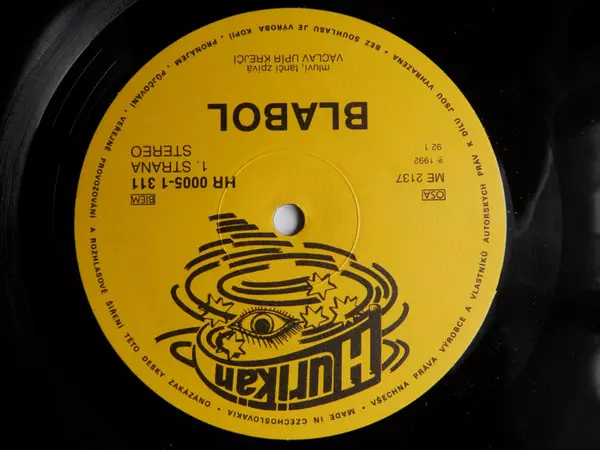 Hurikán
OSA
BIEM
ME 2137
HR 0005-1 311
℗ 1992
1. STRANA
92 1
STEREO
BLABOL
mluví, tančí zpívá
VÁCLAV UPÍR KREJČÍ
MADE IN CZECHOSLOVAKIA • VŠECHNA PRÁVA VÝROBCE A VLASTNÍKŮ AUTORSKÝCH PRÁV K DÍLU JSOU VYHRAZENA • BEZ SOUHLASU JE VÝROBA KOPIÍ • PRONÁJEM, PŮJČOVÁNÍ, VEŘEJNÉ PROVOZOVÁNÍ A ROZHLASOVÉ ŠÍŘENÍ TÉTO DESKY ZAKÁZÁNO •